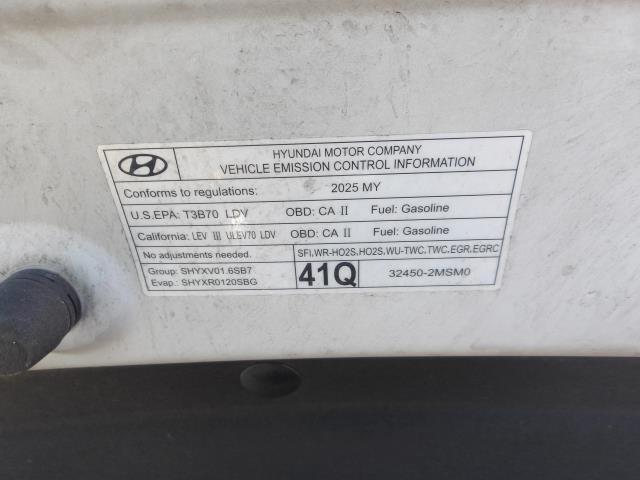 HYUNDAI MOTOR COMPANY
VEHICLE EMISSION CONTROL INFORMATION
Conforms to regulations: 2025 MY
U.S.EPA: T3B70 LDV OBD: CA II Fuel: Gasoline
California: LEV III ULEV70 LDV OBD: CA II Fuel: Gasoline
No adjustments needed. SFI,WR-HO2S,HO2S,WU-TWC,TWC,EGR,EGRC
Group: SHYXV01.6SB7
Evap.: SHYXR0120SBG
41Q
32450-2MSM0